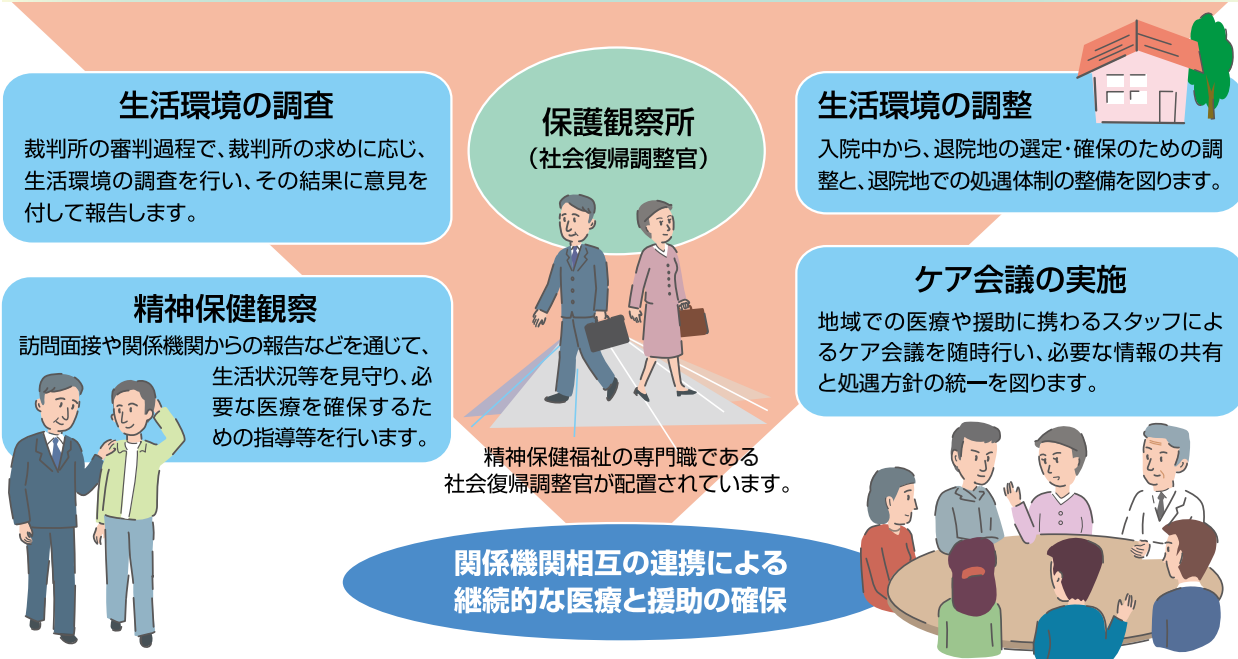 生活環境の調査
裁判所の審判過程で、裁判所の求めに応じ、
生活環境の調査を行い、その結果に意見を
付して報告します。
精神保健観察
訪問面接や関係機関からの報告などを通じて、
生活状況等を見守り、必
要な医療を確保するた
めの指導等を行います。
保護観察所
（社会復帰調整官）
精神保健福祉の専門職である
社会復帰調整官が配置されています。
生活環境の調整
入院中から、退院地の選定・確保のための調
整と、退院地での処遇体制の整備を図ります。
ケア会議の実施
地域での医療や援助に携わるスタッフによ
るケア会議を随時行い、必要な情報の共有
と処遇方針の統一を図ります。
関係機関相互の連携による
継続的な医療と援助の確保